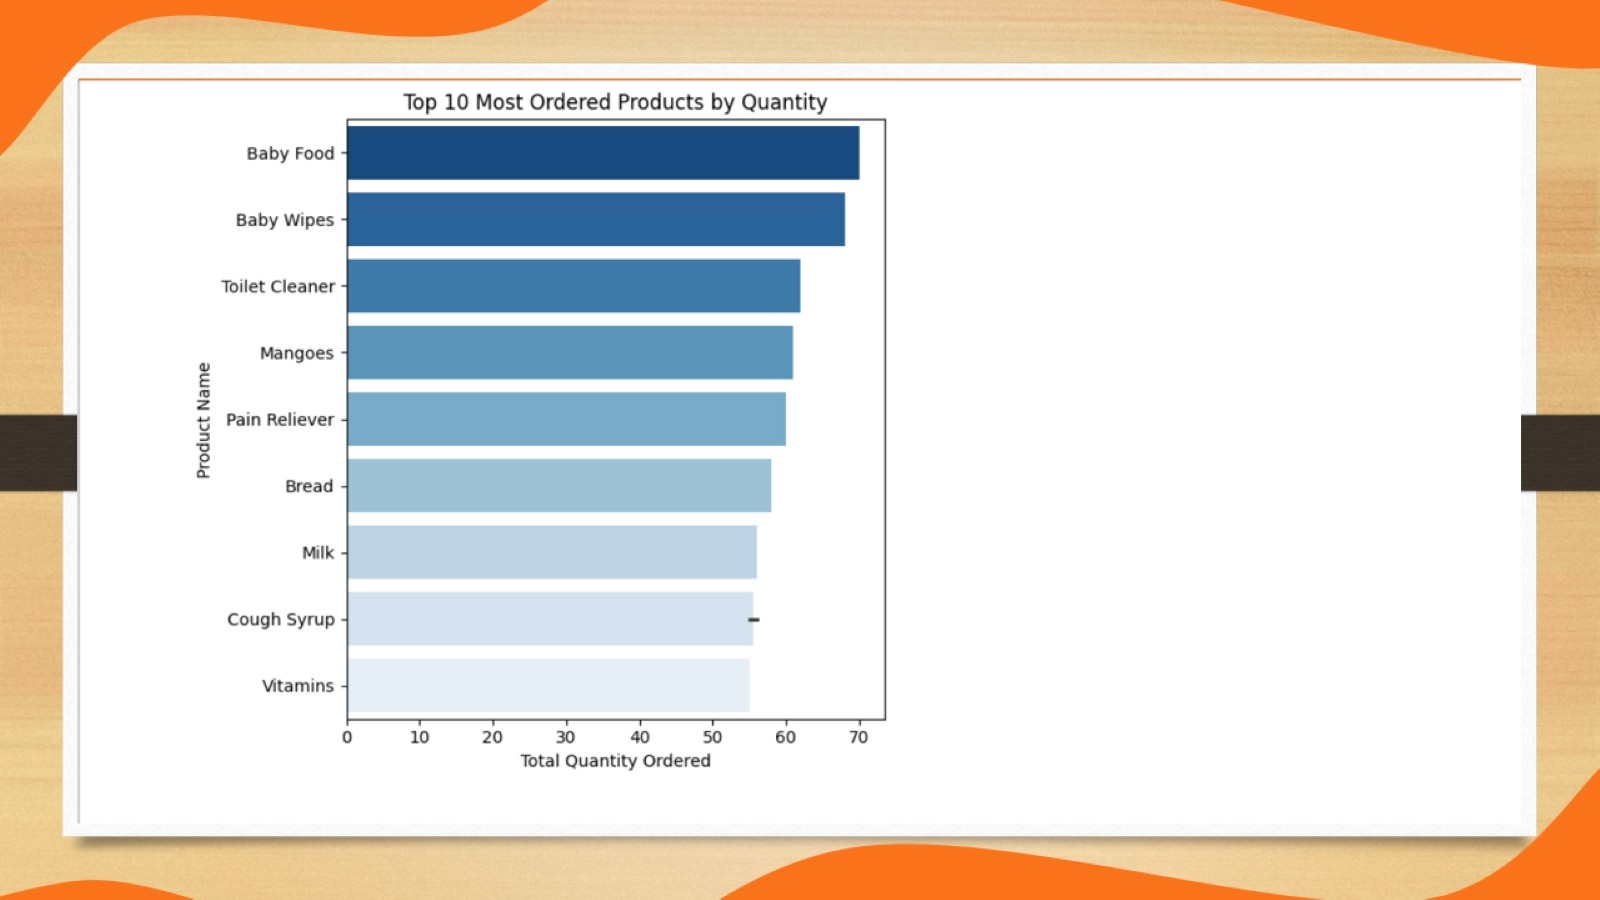 Top 10 Most Ordered Products by Quantity
Baby Food
Baby Wipes
Toilet Cleaner
Mangoes
Pain Reliever
Bread
Milk
Cough Syrup
Vitamins
Product Name
0 10 20 30 40 50 60 70
Total Quantity Ordered